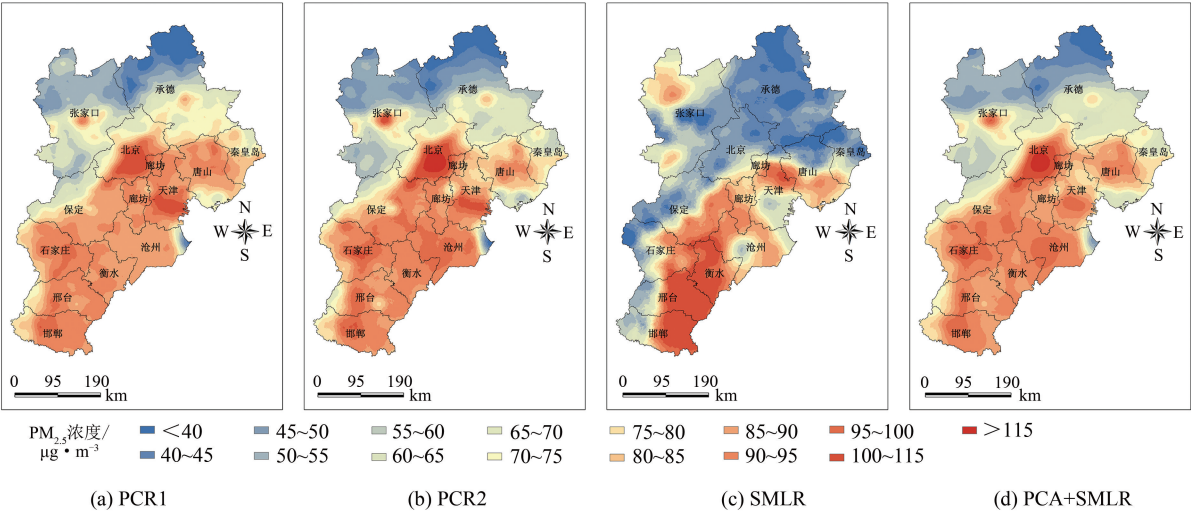 承德
张家口
北京
秦皇岛
廊坊
唐山
天津
廊坊
保定
沧州
石家庄
衡水
邢台
邯郸
N
W E
S
0 95 190
km
承德
张家口
北京
秦皇岛
廊坊
唐山
天津
廊坊
保定
沧州
石家庄
衡水
邢台
邯郸
N
W E
S
0 95 190
km
承德
张家口
北京
秦皇岛
廊坊
唐山
天津
廊坊
保定
沧州
石家庄
衡水
邢台
邯郸
N
W E
S
0 95 190
km
承德
张家口
北京
秦皇岛
廊坊
唐山
天津
廊坊
保定
沧州
石家庄
衡水
邢台
邯郸
N
W E
S
0 95 190
km
PM2.5浓度/
μg·m⁻³
<40 45~50 55~60 65~70 75~80 85~90 95~100 >115
40~45 50~55 60~65 70~75 80~85 90~95 100~115
(a) PCR1 (b) PCR2 (c) SMLR (d) PCA+SMLR